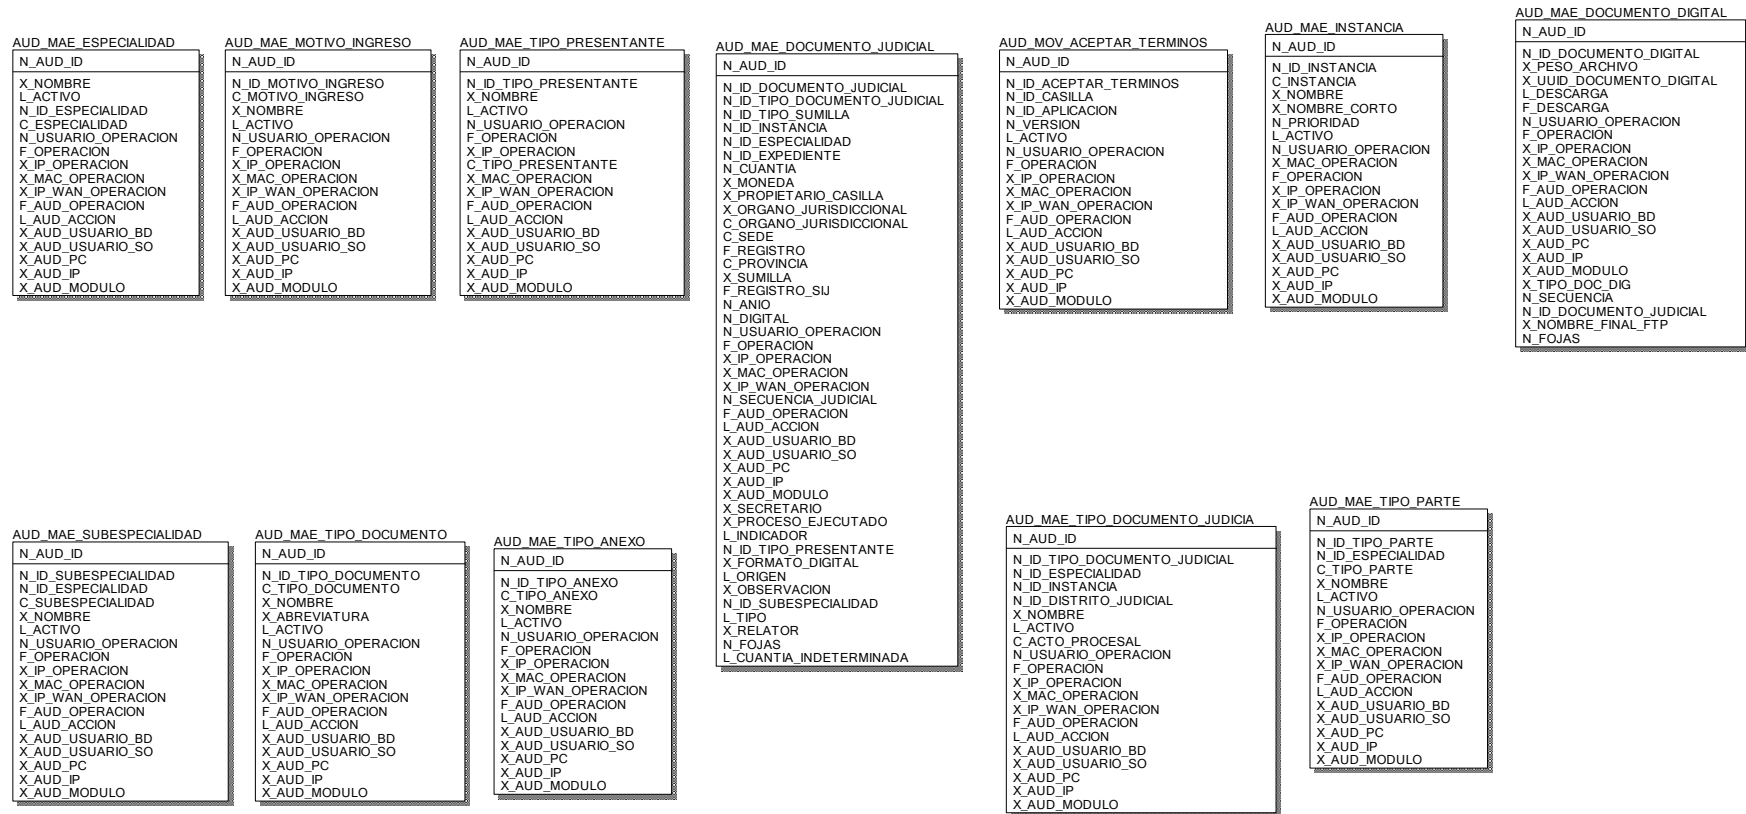 AUD_MAE_ESPECIALIDAD
N_AUD_ID
X_NOMBRE
L_ACTIVO
N_ID_ESPECIALIDAD
C_ESPECIALIDAD
N_USUARIO_OPERACION
F_OPERACION
X_IP_OPERACION
X_MAC_OPERACION
X_IP_WAN_OPERACION
F_AUD_OPERACION
L_AUD_ACCION
X_AUD_USUARIO_BD
X_AUD_USUARIO_SO
X_AUD_PC
X_AUD_IP
X_AUD_MODULO
AUD_MAE_MOTIVO_INGRESO
N_AUD_ID
N_ID_MOTIVO_INGRESO
C_MOTIVO_INGRESO
X_NOMBRE
L_ACTIVO
N_USUARIO_OPERACION
F_OPERACION
X_IP_OPERACION
X_MAC_OPERACION
X_IP_WAN_OPERACION
F_AUD_OPERACION
L_AUD_ACCION
X_AUD_USUARIO_BD
X_AUD_USUARIO_SO
X_AUD_PC
X_AUD_IP
X_AUD_MODULO
AUD_MAE_TIPO_PRESENTANTE
N_AUD_ID
N_ID_TIPO_PRESENTANTE
X_NOMBRE
L_ACTIVO
N_USUARIO_OPERACION
F_OPERACION
X_IP_OPERACION
C_TIPO_PRESENTANTE
X_MAC_OPERACION
X_IP_WAN_OPERACION
F_AUD_OPERACION
L_AUD_ACCION
X_AUD_USUARIO_BD
X_AUD_USUARIO_SO
X_AUD_PC
X_AUD_IP
X_AUD_MODULO
AUD_MAE_DOCUMENTO_JUDICIAL
N_AUD_ID
N_ID_DOCUMENTO_JUDICIAL
N_ID_TIPO_DOCUMENTO_JUDICIAL
N_ID_TIPO_SUMILLA
N_ID_INSTANCIA
N_ID_ESPECIALIDAD
N_ID_EXPEDIENTE
N_CUANTIA
X_MONEDA
X_PROPIETARIO_CASILLA
X_ORGANO_JURISDICCIONAL
C_ORGANO_JURISDICCIONAL
C_SEDE
F_REGISTRO
C_PROVINCIA
X_SUMILLA
F_REGISTRO_SIJ
N_ANIO
N_DIGITAL
N_USUARIO_OPERACION
F_OPERACION
X_IP_OPERACION
X_MAC_OPERACION
X_IP_WAN_OPERACION
N_SECUENCIA_JUDICIAL
F_AUD_OPERACION
L_AUD_ACCION
X_AUD_USUARIO_BD
X_AUD_USUARIO_SO
X_AUD_PC
X_AUD_IP
X_AUD_MODULO
X_SECRETARIO
X_PROCESO_EJECUTADO
L_INDICADOR
N_ID_TIPO_PRESENTANTE
X_FORMATO_DIGITAL
L_ORIGEN
X_OBSERVACION
N_ID_SUBESPECIALIDAD
L_TIPO
X_RELATOR
N_FOJAS
L_CUANTIA_INDETERMINADA
AUD_MOV_ACEPTAR_TERMINOS
N_AUD_ID
N_ID_ACEPTAR_TERMINOS
N_ID_CASILLA
N_ID_APLICACION
N_VERSION
L_ACTIVO
N_USUARIO_OPERACION
F_OPERACION
X_IP_OPERACION
X_MAC_OPERACION
X_IP_WAN_OPERACION
F_AUD_OPERACION
L_AUD_ACCION
X_AUD_USUARIO_BD
X_AUD_USUARIO_SO
X_AUD_PC
X_AUD_IP
X_AUD_MODULO
AUD_MAE_INSTANCIA
N_AUD_ID
N_ID_INSTANCIA
C_INSTANCIA
X_NOMBRE
X_NOMBRE_CORTO
N_PRIORIDAD
L_ACTIVO
N_USUARIO_OPERACION
X_MAC_OPERACION
F_OPERACION
X_IP_OPERACION
X_IP_WAN_OPERACION
F_AUD_OPERACION
L_AUD_ACCION
X_AUD_USUARIO_BD
X_AUD_USUARIO_SO
X_AUD_PC
X_AUD_IP
X_AUD_MODULO
AUD_MAE_DOCUMENTO_DIGITAL
N_AUD_ID
N_ID_DOCUMENTO_DIGITAL
X_PESO_ARCHIVO
X_UUID_DOCUMENTO_DIGITAL
L_DESCARGA
F_DESCARGA
N_USUARIO_OPERACION
F_OPERACION
X_IP_OPERACION
X_MAC_OPERACION
X_IP_WAN_OPERACION
F_AUD_OPERACION
L_AUD_ACCION
X_AUD_USUARIO_BD
X_AUD_USUARIO_SO
X_AUD_PC
X_AUD_IP
X_AUD_MODULO
X_TIPO_DOC_DIG
N_SECUENCIA
N_ID_DOCUMENTO_JUDICIAL
X_NOMBRE_FINAL_FTP
N_FOJAS
AUD_MAE_SUBESPECIALIDAD
N_AUD_ID
N_ID_SUBESPECIALIDAD
N_ID_ESPECIALIDAD
C_SUBESPECIALIDAD
X_NOMBRE
L_ACTIVO
N_USUARIO_OPERACION
F_OPERACION
X_IP_OPERACION
X_MAC_OPERACION
X_IP_WAN_OPERACION
F_AUD_OPERACION
L_AUD_ACCION
X_AUD_USUARIO_BD
X_AUD_USUARIO_SO
X_AUD_PC
X_AUD_IP
X_AUD_MODULO
AUD_MAE_TIPO_DOCUMENTO
N_AUD_ID
N_ID_TIPO_DOCUMENTO
C_TIPO_DOCUMENTO
X_NOMBRE
X_ABREVIATURA
L_ACTIVO
N_USUARIO_OPERACION
F_OPERACION
X_IP_OPERACION
X_MAC_OPERACION
X_IP_WAN_OPERACION
F_AUD_OPERACION
L_AUD_ACCION
X_AUD_USUARIO_BD
X_AUD_USUARIO_SO
X_AUD_PC
X_AUD_IP
X_AUD_MODULO
AUD_MAE_TIPO_ANEXO
N_AUD_ID
N_ID_TIPO_ANEXO
C_TIPO_ANEXO
X_NOMBRE
L_ACTIVO
N_USUARIO_OPERACION
F_OPERACION
X_IP_OPERACION
X_MAC_OPERACION
X_IP_WAN_OPERACION
F_AUD_OPERACION
L_AUD_ACCION
X_AUD_USUARIO_BD
X_AUD_USUARIO_SO
X_AUD_PC
X_AUD_IP
X_AUD_MODULO
AUD_MAE_TIPO_DOCUMENTO_JUDICIA
N_AUD_ID
N_ID_TIPO_DOCUMENTO_JUDICIAL
N_ID_ESPECIALIDAD
N_ID_INSTANCIA
N_ID_DISTRITO_JUDICIAL
X_NOMBRE
L_ACTIVO
C_ACTO_PROCESAL
N_USUARIO_OPERACION
F_OPERACION
X_IP_OPERACION
X_MAC_OPERACION
X_IP_WAN_OPERACION
F_AUD_OPERACION
L_AUD_ACCION
X_AUD_USUARIO_BD
X_AUD_USUARIO_SO
X_AUD_PC
X_AUD_IP
X_AUD_MODULO
AUD_MAE_TIPO_PARTE
N_AUD_ID
N_ID_TIPO_PARTE
N_ID_ESPECIALIDAD
C_TIPO_PARTE
X_NOMBRE
L_ACTIVO
N_USUARIO_OPERACION
F_OPERACION
X_IP_OPERACION
X_MAC_OPERACION
X_IP_WAN_OPERACION
F_AUD_OPERACION
L_AUD_ACCION
X_AUD_USUARIO_BD
X_AUD_USUARIO_SO
X_AUD_PC
X_AUD_IP
X_AUD_MODULO